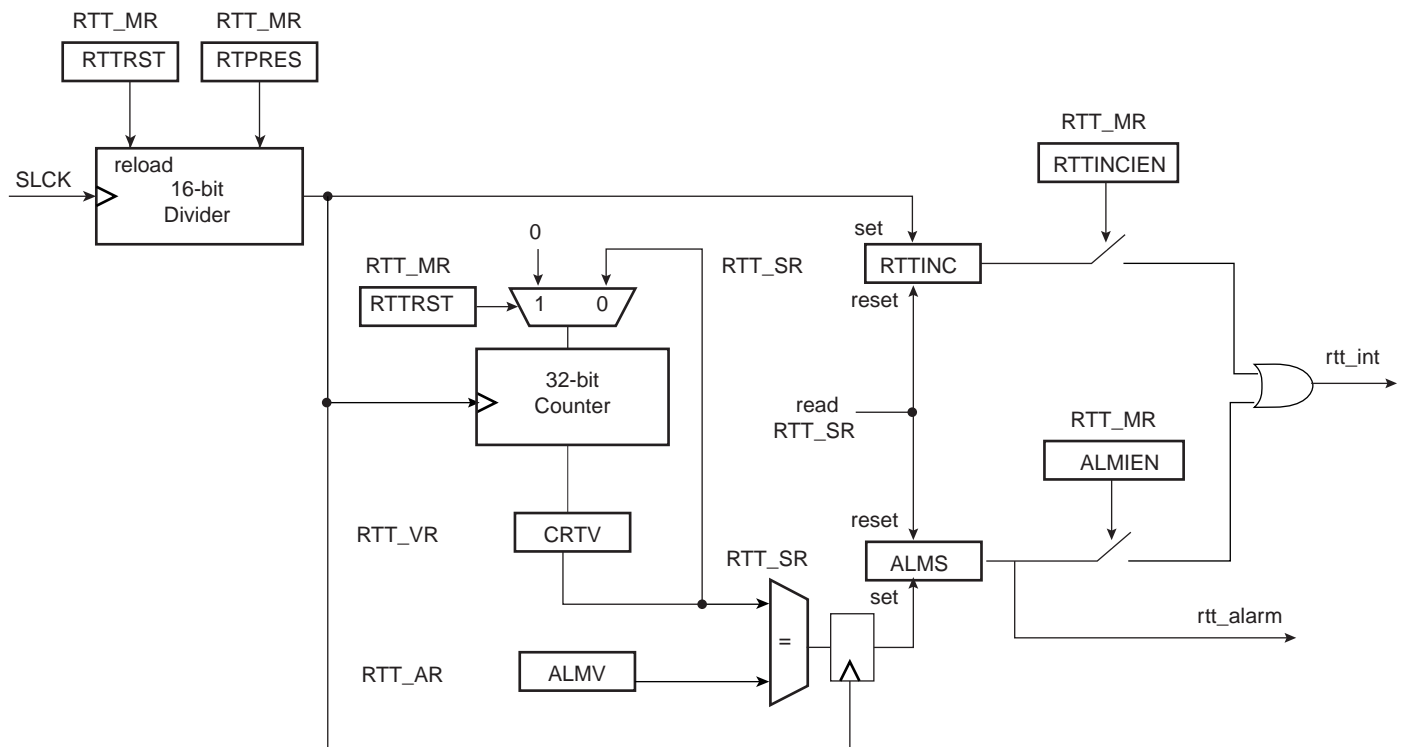 RTT_MR
RTTRST
RTT_MR
RTPRES
reload
16-bit
Divider
SLCK
RTT_MR
RTTINCIEN
0
RTT_MR
RTTRST
1 0
RTT_SR
set
RTTINC
reset
32-bit
Counter
read
RTT_SR
rtt_int
RTT_MR
ALMIEN
RTT_VR
CRTV
RTT_SR
reset
ALMS
set
=
rtt_alarm
RTT_AR
ALMV